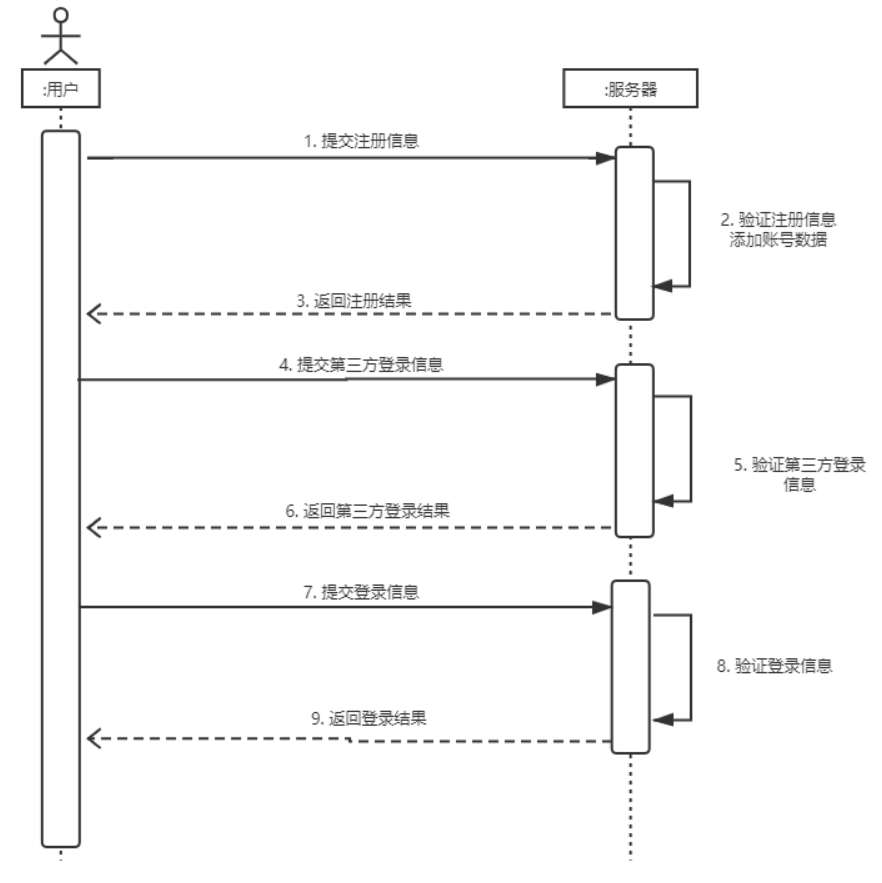 :用户
:服务器
1. 提交注册信息
2. 验证注册信息
添加账号数据
3. 返回注册结果
4. 提交第三方登录信息
5. 验证第三方登录
信息
6. 返回第三方登录结果
7. 提交登录信息
8. 验证登录信息
9. 返回登录结果